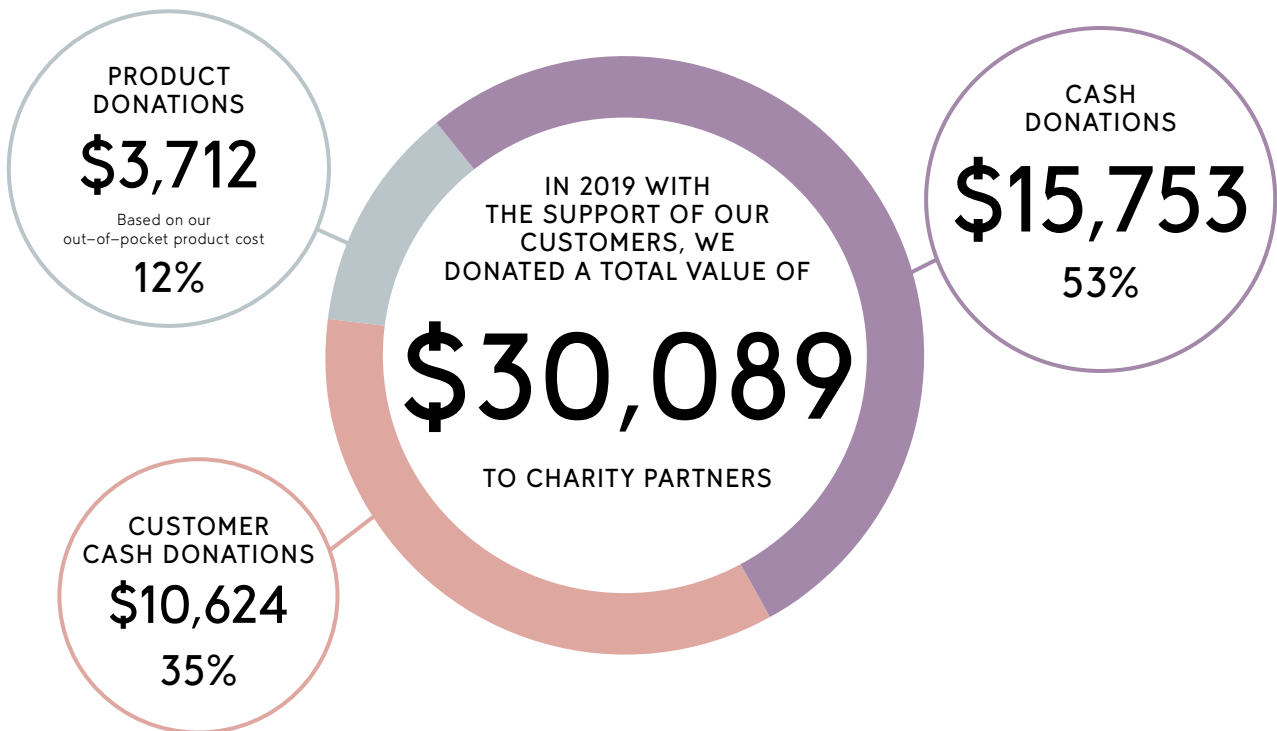 PRODUCT
DONATIONS
$3,712
Based on our
out–of–pocket product cost
12%
IN 2019 WITH
THE SUPPORT OF OUR
CUSTOMERS, WE
DONATED A TOTAL VALUE OF
$30,089
TO CHARITY PARTNERS
CASH
DONATIONS
$15,753
53%
CUSTOMER
CASH DONATIONS
$10,624
35%